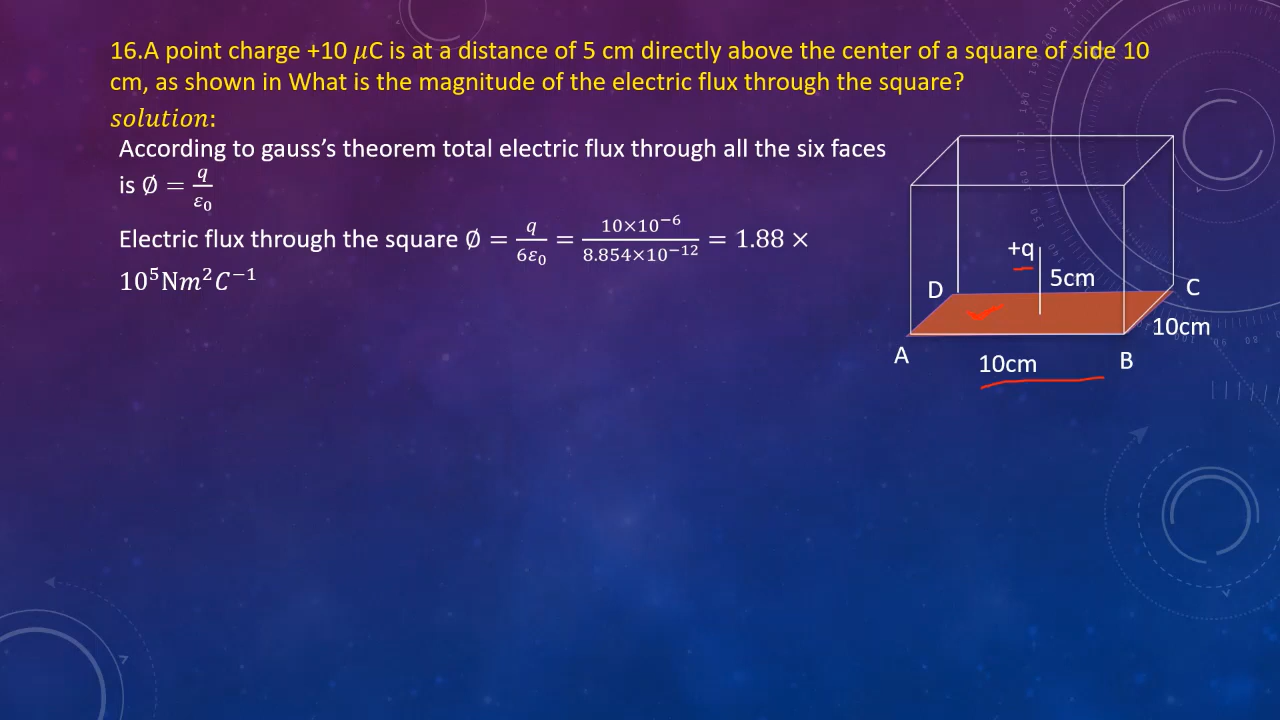 16.A point charge +10 𝜇C is at a distance of 5 cm directly above the center of a square of side 10
cm, as shown in What is the magnitude of the electric flux through the square?
𝑠𝑜𝑙𝑢𝑡𝑖𝑜𝑛:
According to gauss’s theorem total electric flux through all the six faces
is ∅ = q/ε₀
Electric flux through the square ∅ = q/6ε₀ = 10×10⁻⁶/8.854×10⁻¹² = 1.88 ×
10⁵Nm²C⁻¹
+q
5cm
D
C
10cm
A
10cm
B